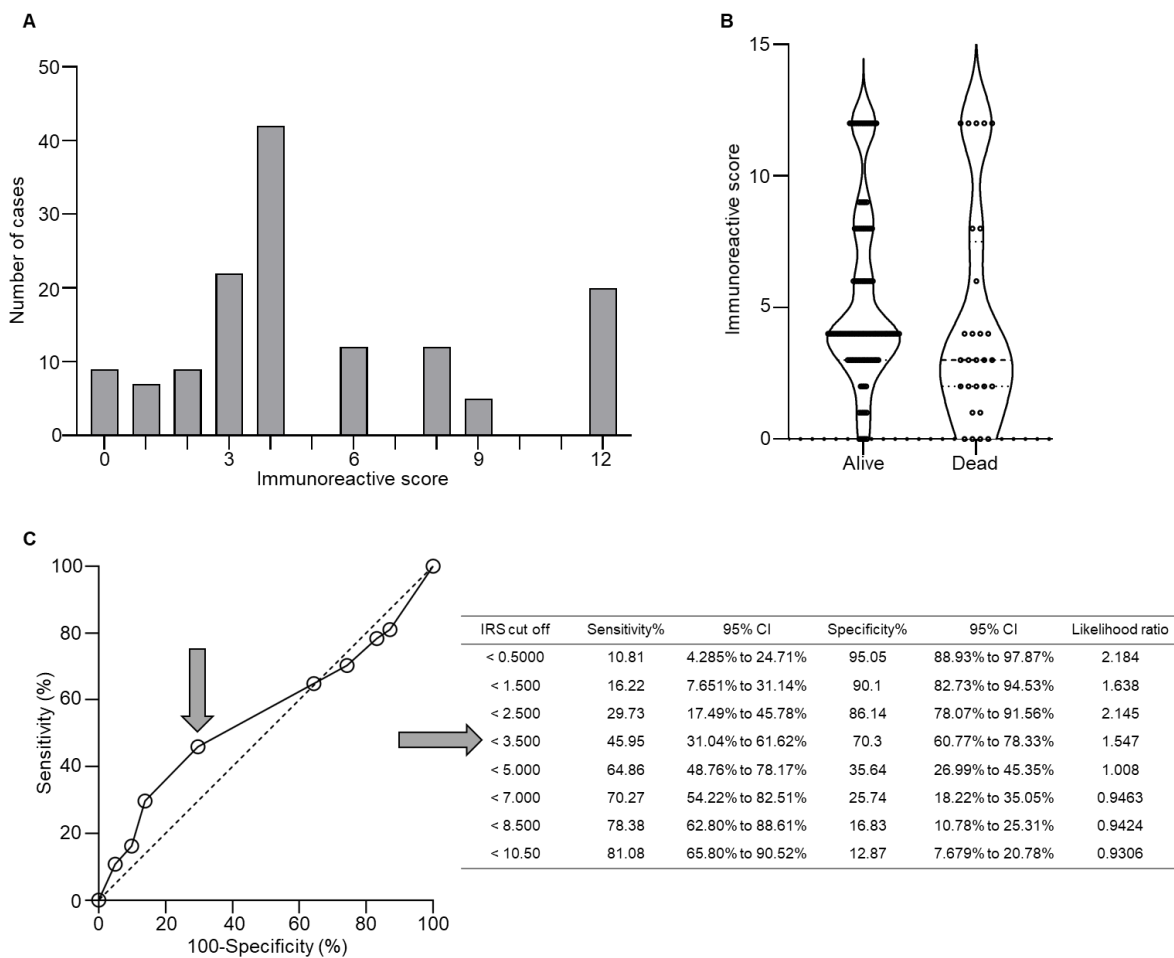 A
Number of cases
50
40
30
20
10
0
0 3 6 9 12
Immunoreactive score
B
Immunoreactive score
15
10
5
0
Alive Dead
C
Sensitivity (%)
100
80
60
40
20
0
0 20 40 60 80 100
100-Specificity (%)
IRS cut off Sensitivity% 95% CI Specificity% 95% CI Likelihood ratio
< 0.5000 10.81 4.285% to 24.71% 95.05 88.93% to 97.87% 2.184
< 1.500 16.22 7.651% to 31.14% 90.1 82.73% to 94.53% 1.638
< 2.500 29.73 17.49% to 45.78% 86.14 78.07% to 91.56% 2.145
< 3.500 45.95 31.04% to 61.62% 70.3 60.77% to 78.33% 1.547
< 5.000 64.86 48.76% to 78.17% 35.64 26.99% to 45.35% 1.008
< 7.000 70.27 54.22% to 82.51% 25.74 18.22% to 35.05% 0.9463
< 8.500 78.38 62.80% to 88.61% 16.83 10.78% to 25.31% 0.9424
< 10.50 81.08 65.80% to 90.52% 12.87 7.679% to 20.78% 0.9306